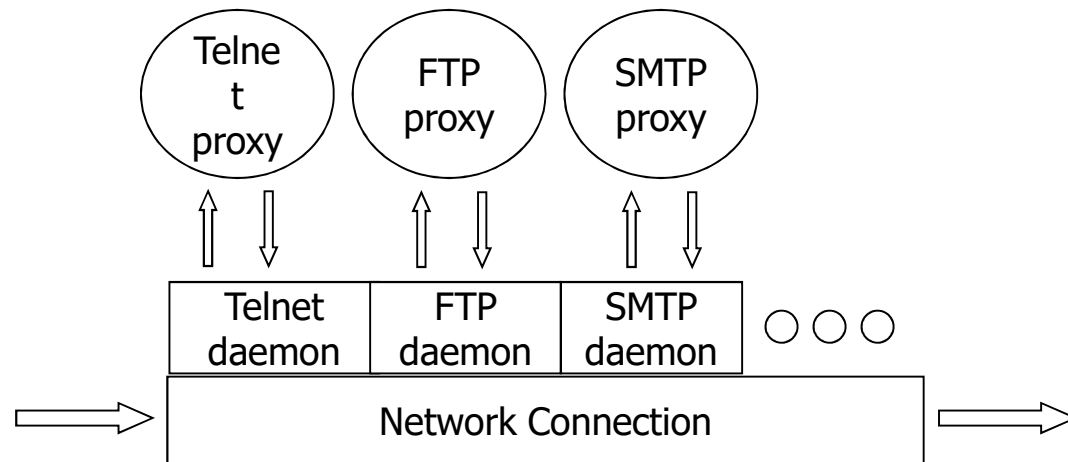 Telne
t
proxy
FTP
proxy
SMTP
proxy
Telnet
daemon
FTP
daemon
SMTP
daemon
Network Connection